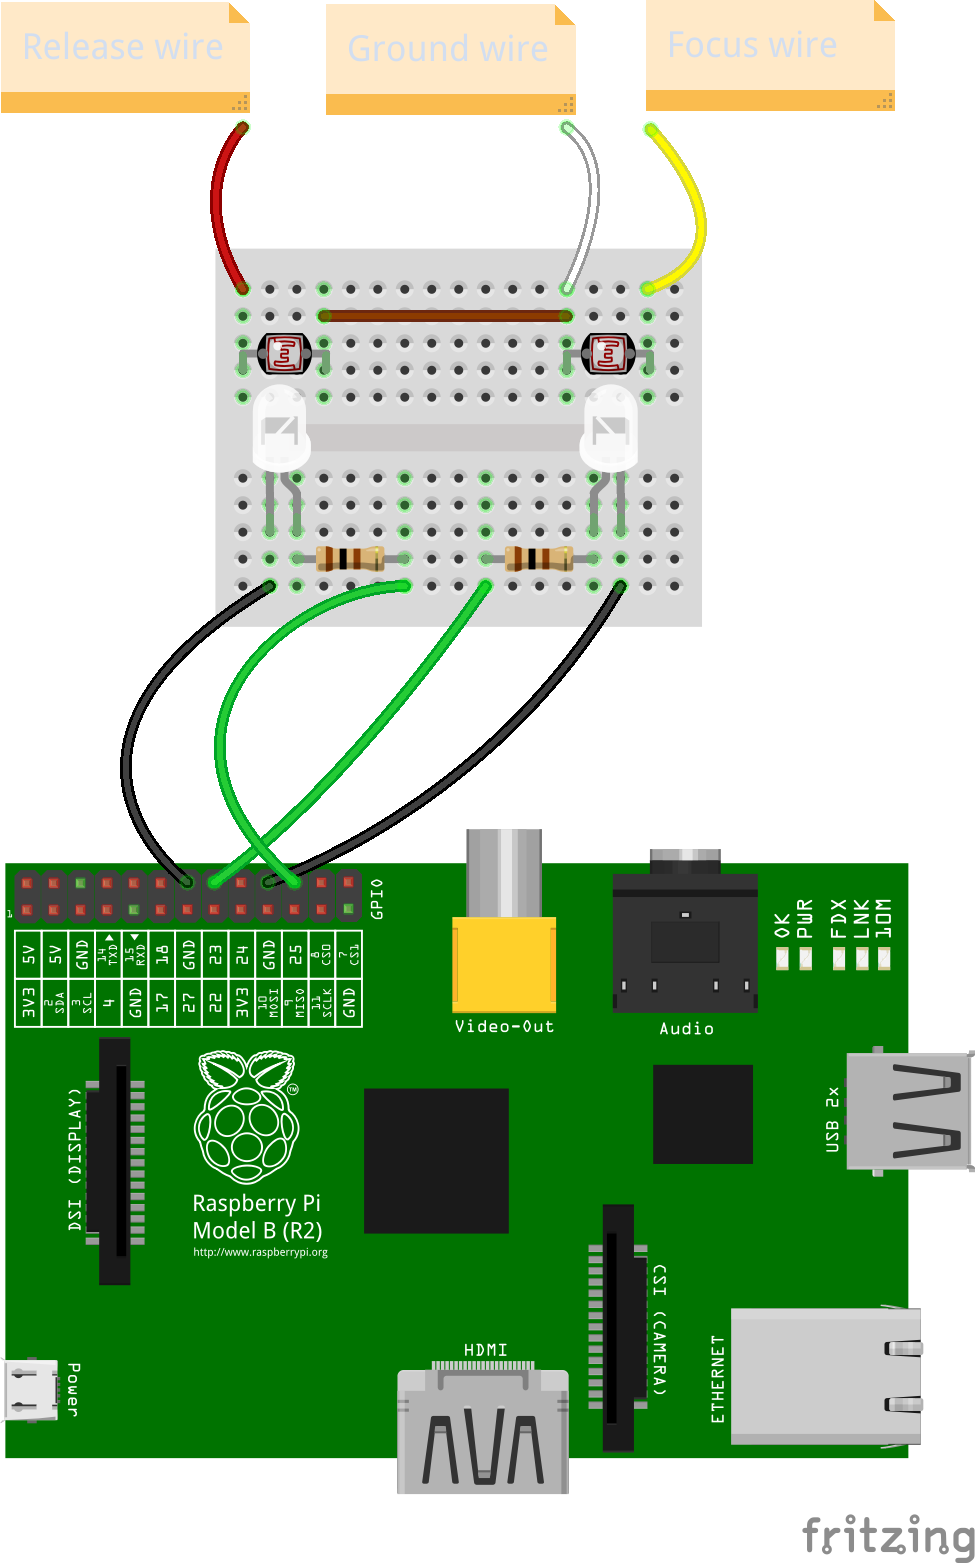 Release wire
Ground wire
Focus wire
1
GPIO
5V
5V
GND
14 TXD
15 RXD
18
GND
23
24
GND
25
8 CS0
7 CS1
3V3
2 SDA
3 SCL
4
GND
17
27
22
3V3
10 MOSI
9 MISO
11 SCLK
GND
Video-Out
Audio
OK
PWR
FDX
LNK
10M
USB 2x
DSI (DISPLAY)
TM
Raspberry Pi
Model B (R2)
http://www.raspberrypi.org
CSI (CAMERA)
HDMI
ETHERNET
Power
fritzing